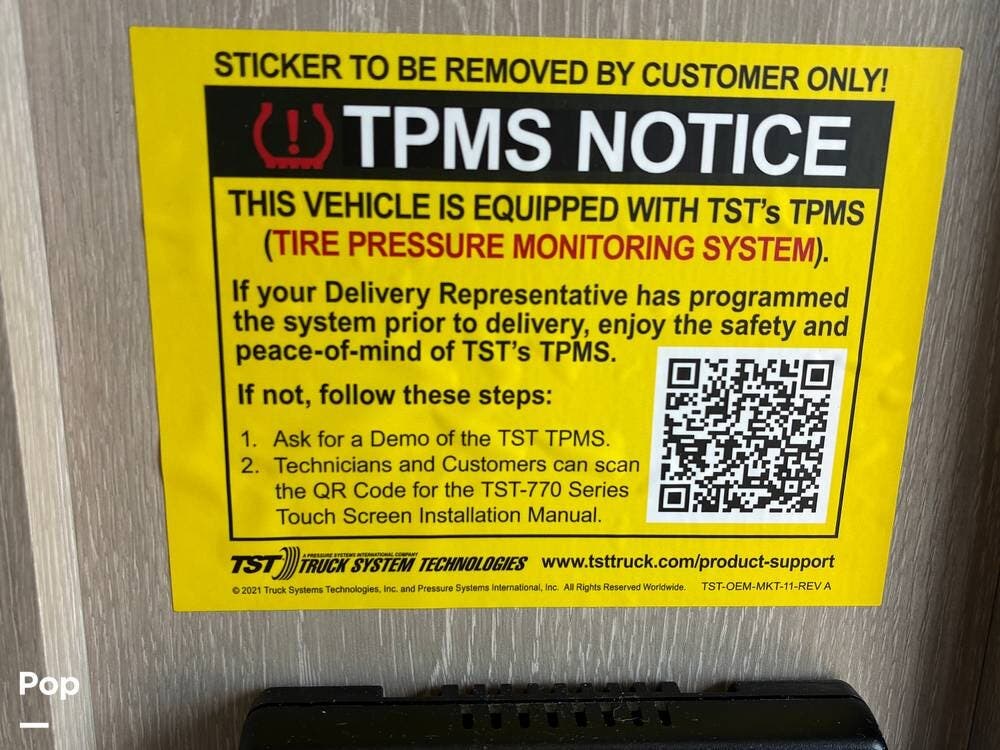 STICKER TO BE REMOVED BY CUSTOMER ONLY!
TPMS NOTICE
THIS VEHICLE IS EQUIPPED WITH TST's TPMS
(TIRE PRESSURE MONITORING SYSTEM).
If your Delivery Representative has programmed
the system prior to delivery, enjoy the safety and
peace-of-mind of TST's TPMS.
If not, follow these steps:
1. Ask for a Demo of the TST TPMS.
2. Technicians and Customers can scan
the QR Code for the TST-770 Series
Touch Screen Installation Manual.
A PRESSURE SYSTEMS INTERNATIONAL COMPANY
TST TRUCK SYSTEM TECHNOLOGIES www.tsttruck.com/product-support
© 2021 Truck Systems Technologies, Inc. and Pressure Systems International, Inc. All Rights Reserved Worldwide. TST-OEM-MKT-11-REV A
Pop